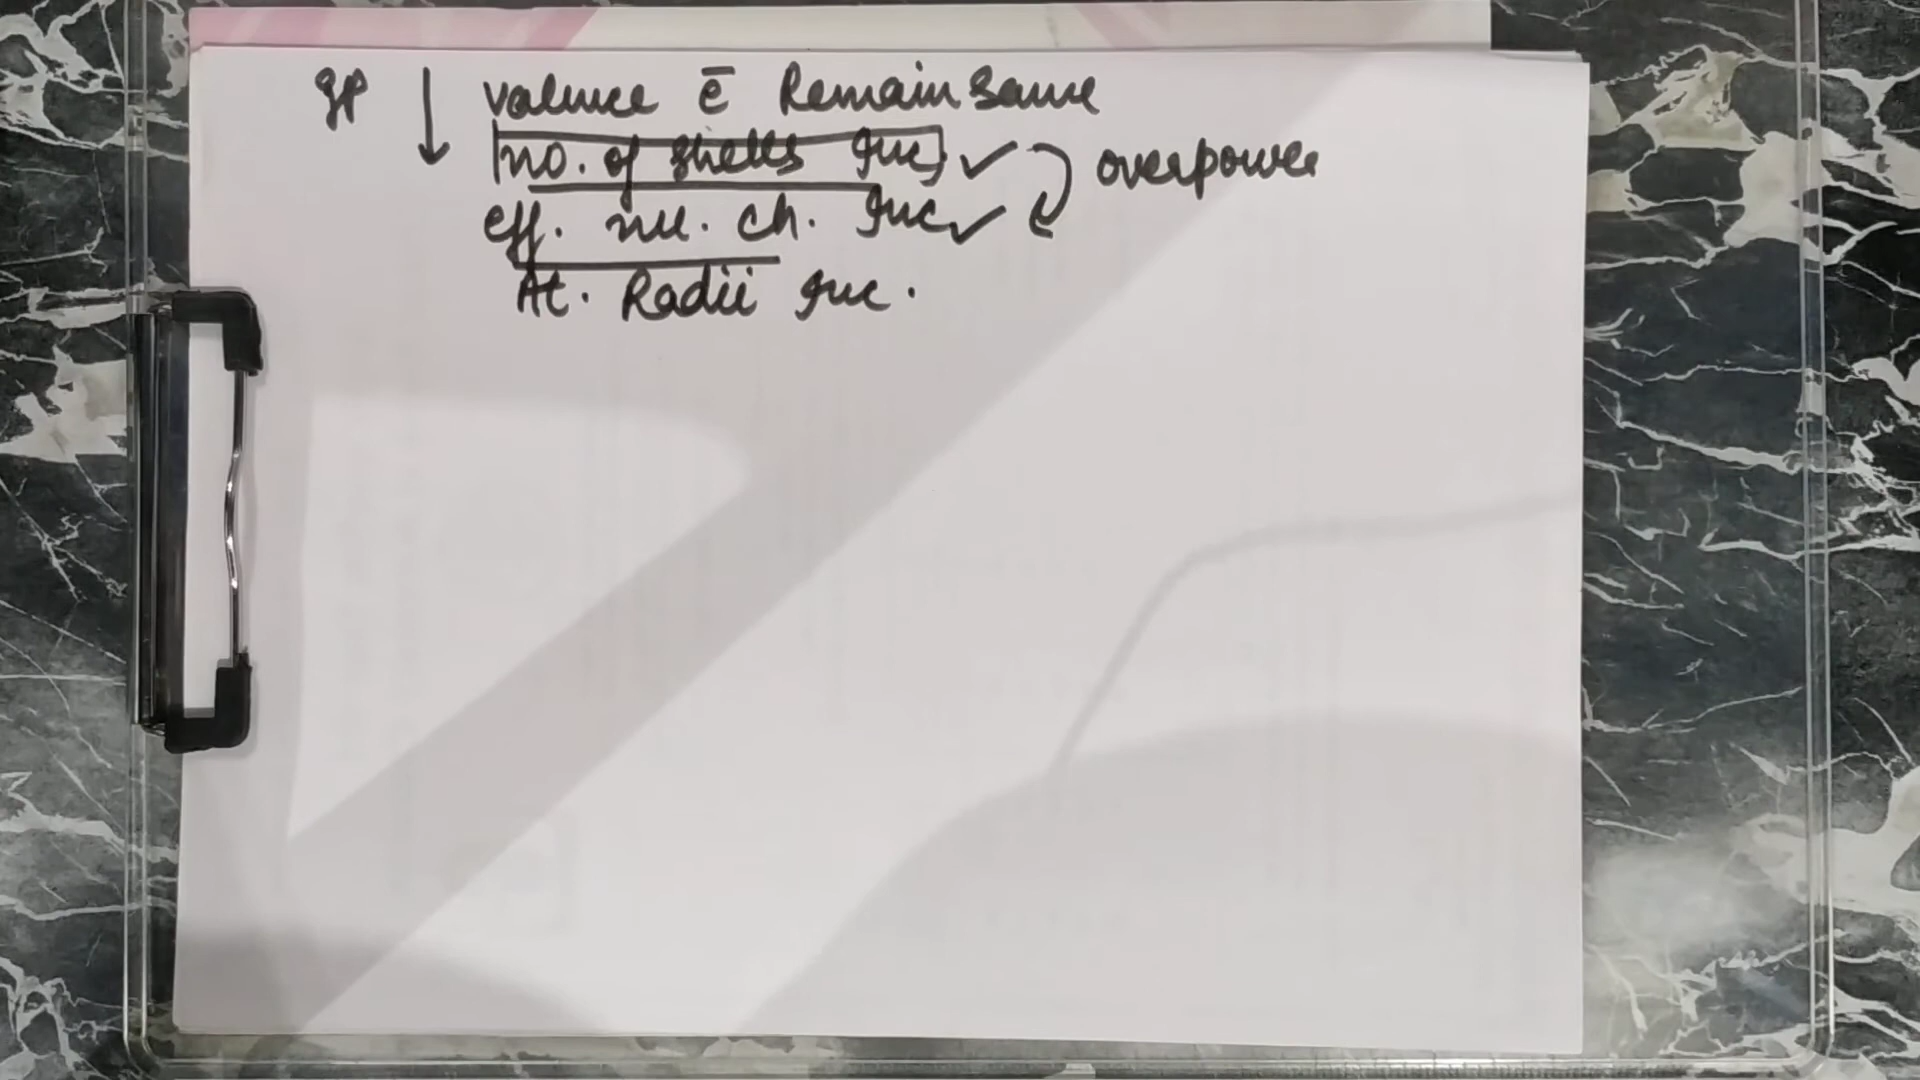 gp ↓ valence ē Remain same
no. of shells Inc, ✓ overpower
eff. nu. ch. Inc ✓
At. Radii Inc.